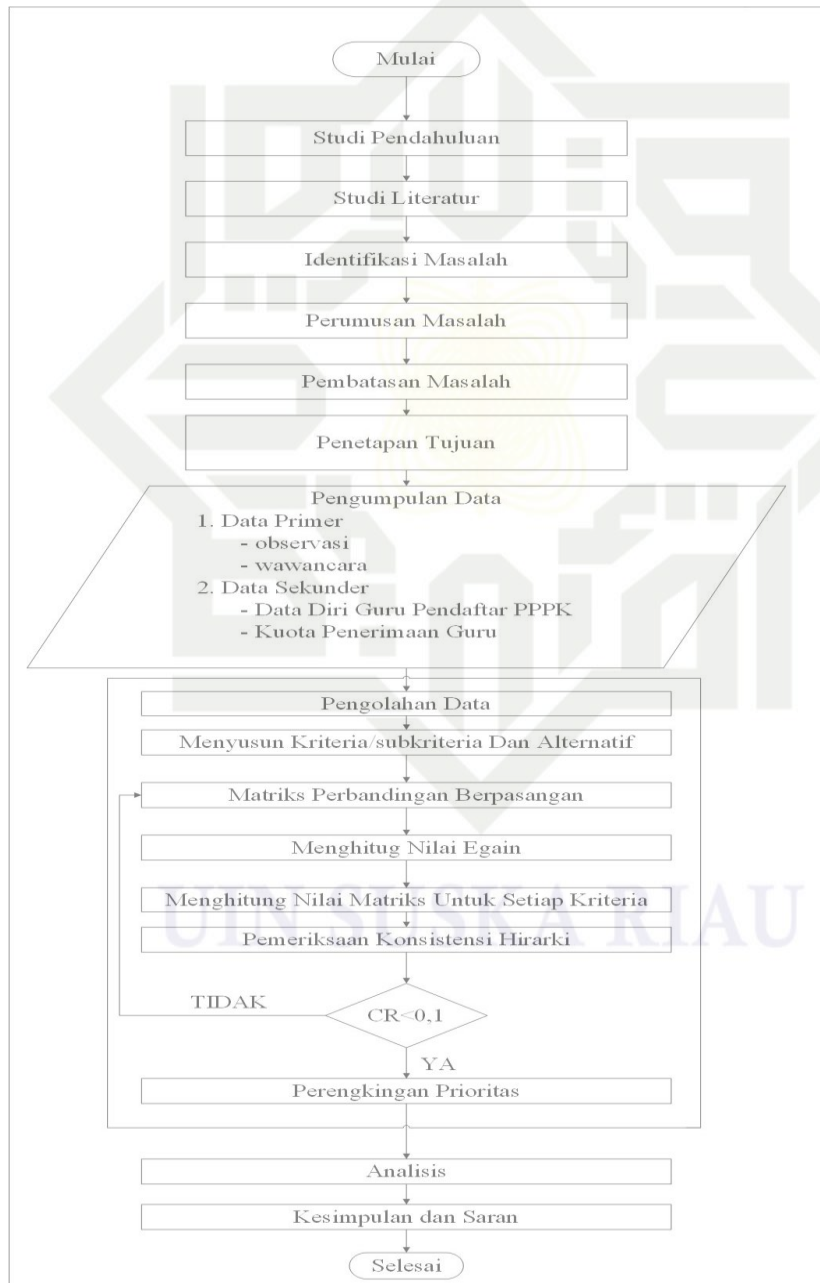 Mulai
Studi Pendahuluan
Studi Literatur
Identifikasi Masalah
Perumusan Masalah
Pembatasan Masalah
Penetapan Tujuan
Pengumpulan Data
1. Data Primer
- observasi
- wawancara
2. Data Sekunder
- Data Diri Guru Pendaftar PPPK
- Kuota Penerimaan Guru
Pengolahan Data
Menyusun Kriteria/subkriteria Dan Alternatif
Matriks Perbandingan Berpasangan
Menghitug Nilai Egain
Menghitung Nilai Matriks Untuk Setiap Kriteria
UIN SUSKA RIAU
Pemeriksaan Konsistensi Hirarki
TIDAK
CR<0,1
YA
Perengkingan Prioritas
Analisis
Kesimpulan dan Saran
Selesai